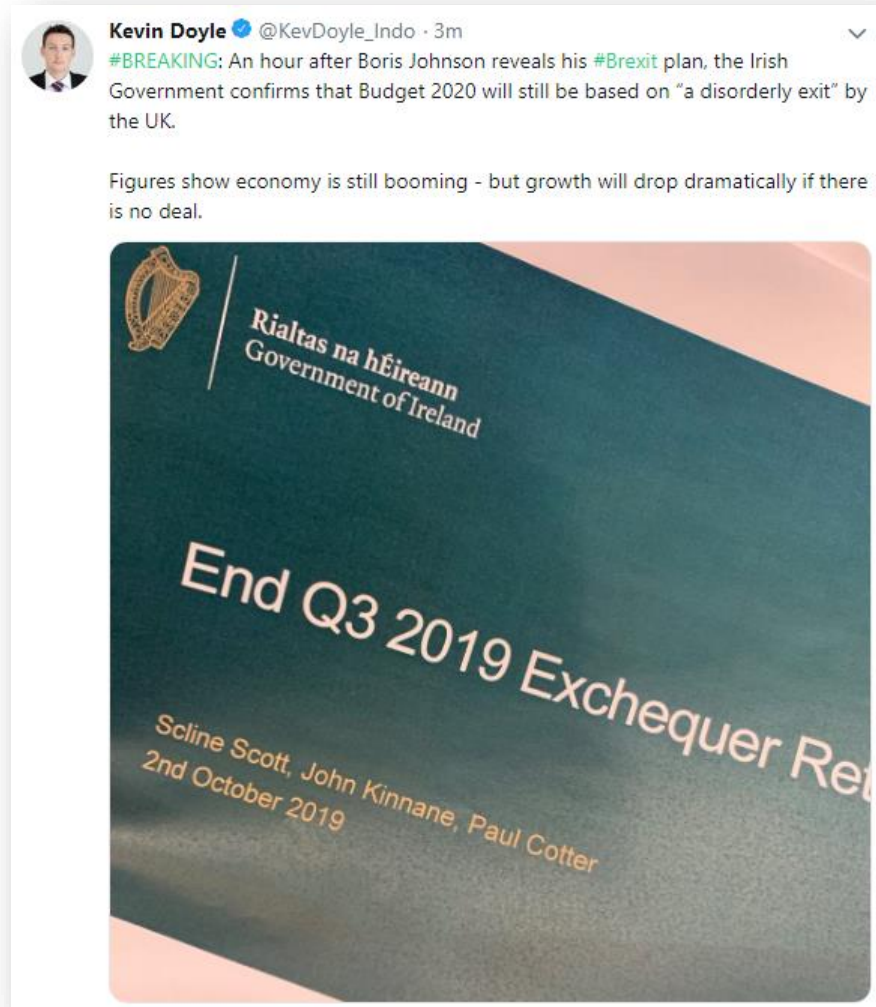 Kevin Doyle @KevDoyle_Indo · 3m
#BREAKING: An hour after Boris Johnson reveals his #Brexit plan, the Irish
Government confirms that Budget 2020 will still be based on “a disorderly exit” by
the UK.
Figures show economy is still booming - but growth will drop dramatically if there
is no deal.
Rialtas na hÉireann
Government of Ireland
End Q3 2019 Exchequer Ret
Scline Scott, John Kinnane, Paul Cotter
2nd October 2019